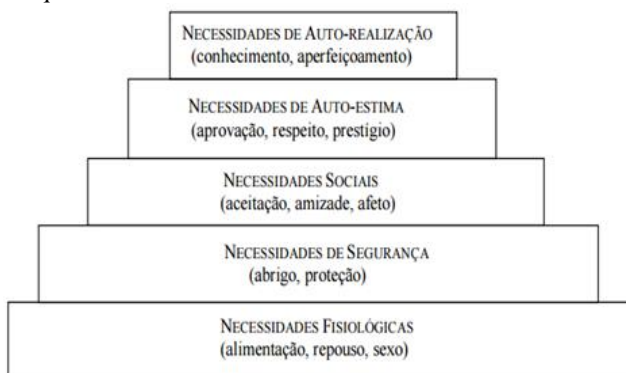 NECESSIDADES DE AUTO-REALIZAÇÃO
(conhecimento, aperfeiçoamento)
NECESSIDADES DE AUTO-ESTIMA
(aprovação, respeito, prestígio)
NECESSIDADES SOCIAIS
(aceitação, amizade, afeto)
NECESSIDADES DE SEGURANÇA
(abrigo, proteção)
NECESSIDADES FISIOLÓGICAS
(alimentação, repouso, sexo)